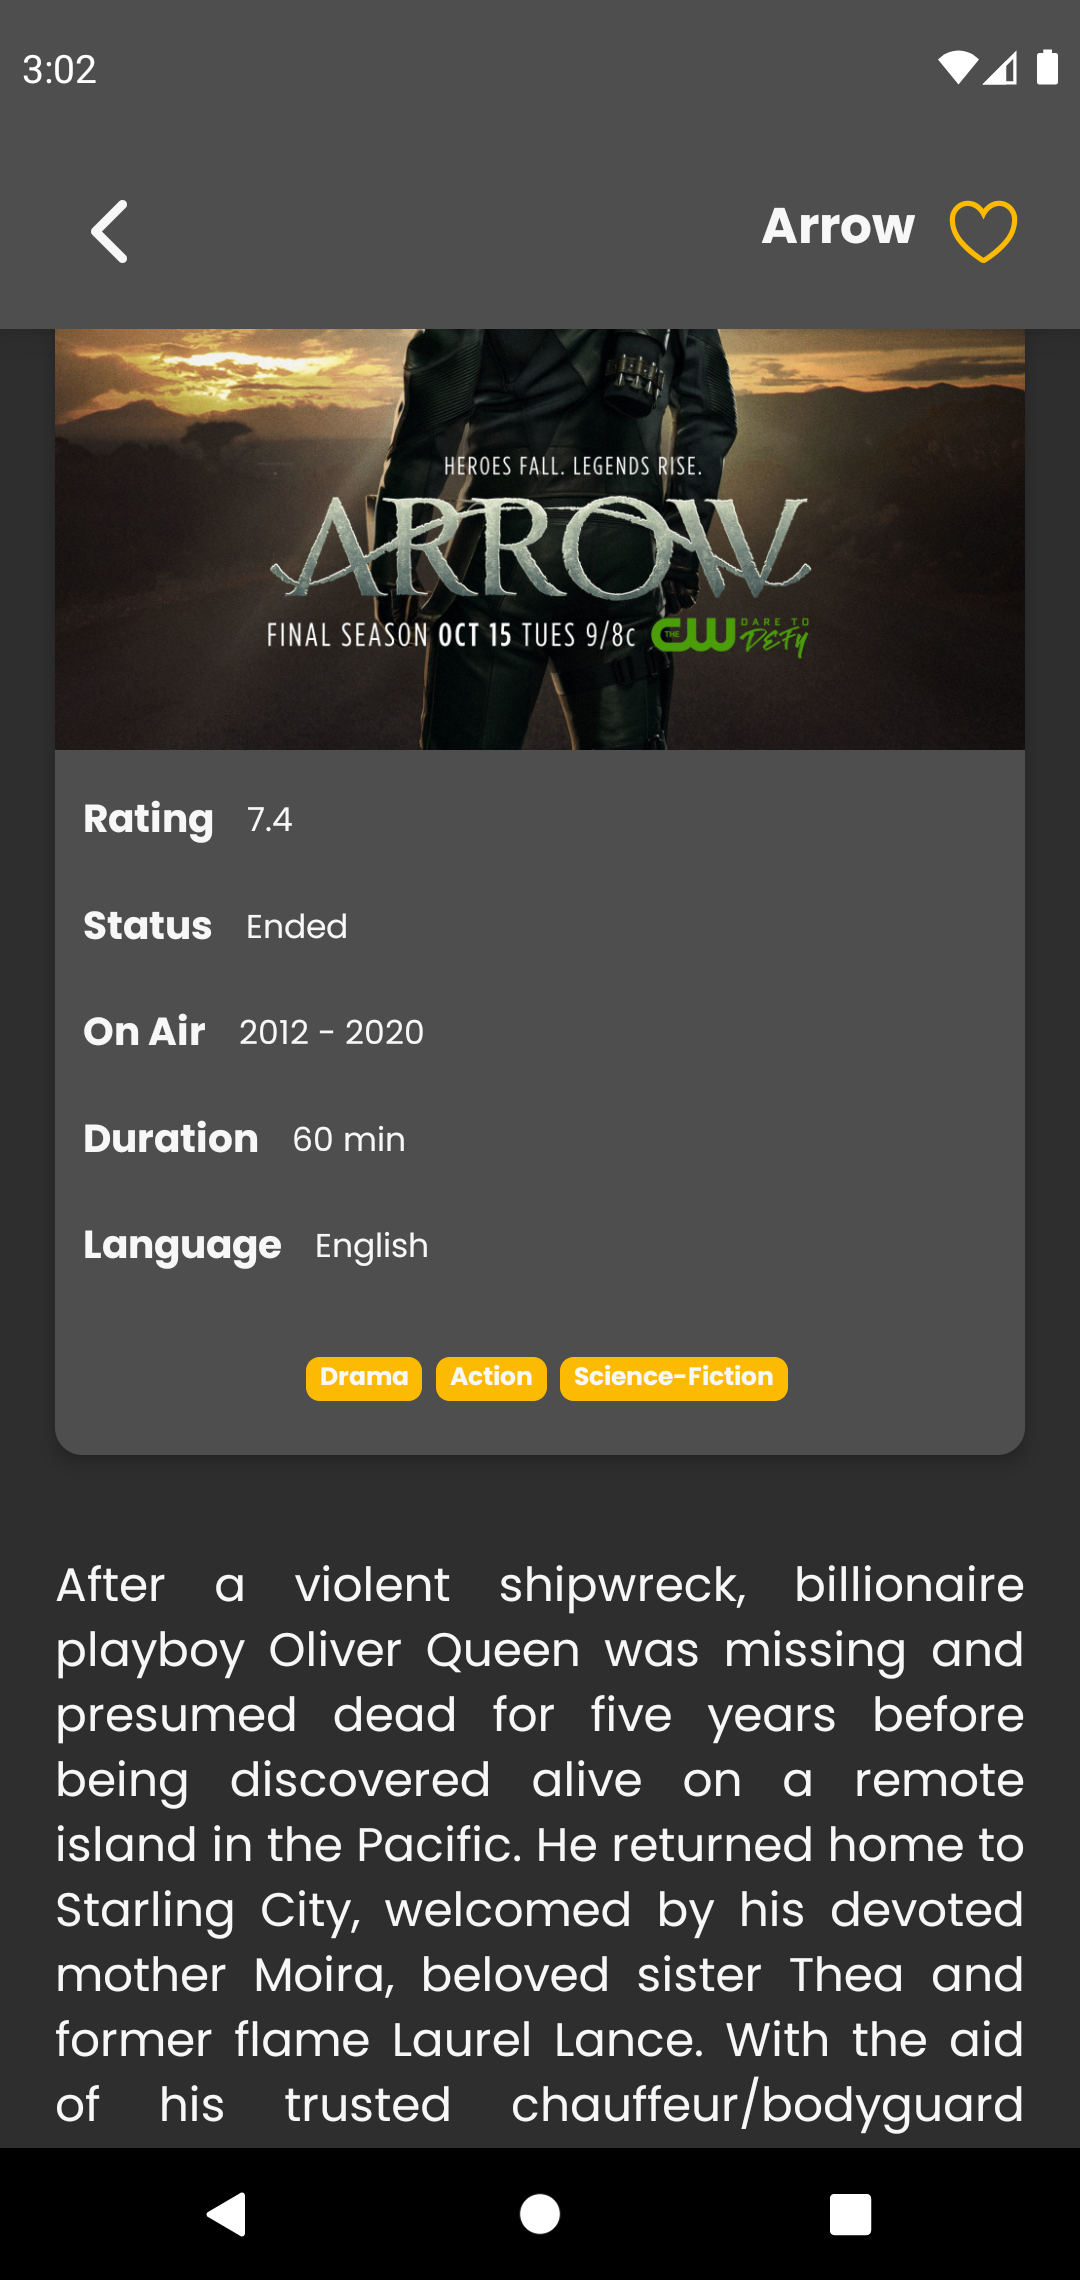 3:02
Arrow
HEROES FALL. LEGENDS RISE.
ARROW
FINAL SEASON OCT 15 TUES 9/8c THE CW DARE TO DEFY
Rating 7.4
Status Ended
On Air 2012 - 2020
Duration 60 min
Language English
Drama Action Science-Fiction
After a violent shipwreck, billionaire
playboy Oliver Queen was missing and
presumed dead for five years before
being discovered alive on a remote
island in the Pacific. He returned home to
Starling City, welcomed by his devoted
mother Moira, beloved sister Thea and
former flame Laurel Lance. With the aid
of his trusted chauffeur/bodyguard